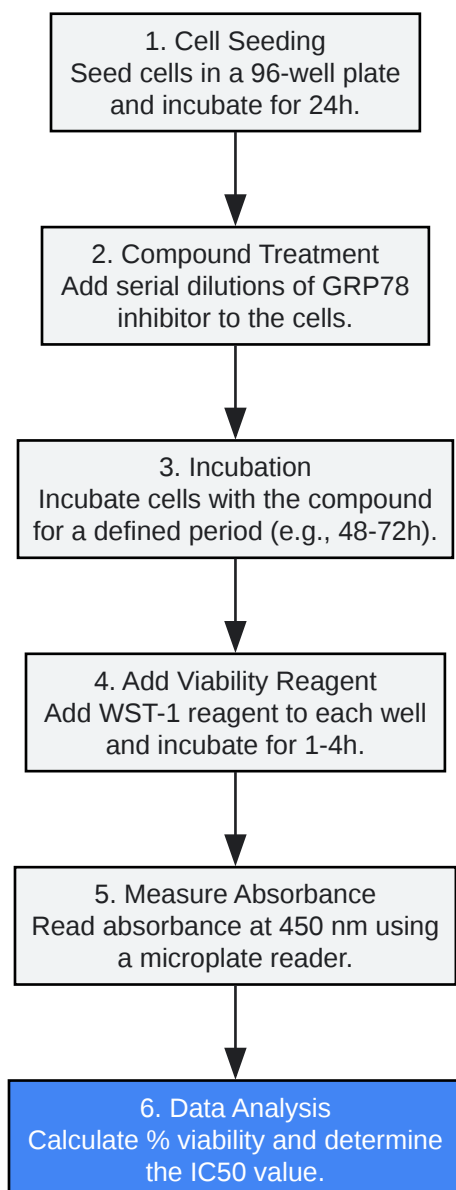 1. Cell Seeding
Seed cells in a 96-well plate
and incubate for 24h.
2. Compound Treatment
Add serial dilutions of GRP78
inhibitor to the cells.
3. Incubation
Incubate cells with the compound
for a defined period (e.g., 48-72h).
4. Add Viability Reagent
Add WST-1 reagent to each well
and incubate for 1-4h.
5. Measure Absorbance
Read absorbance at 450 nm using
a microplate reader.
6. Data Analysis
Calculate % viability and determine
the IC50 value.